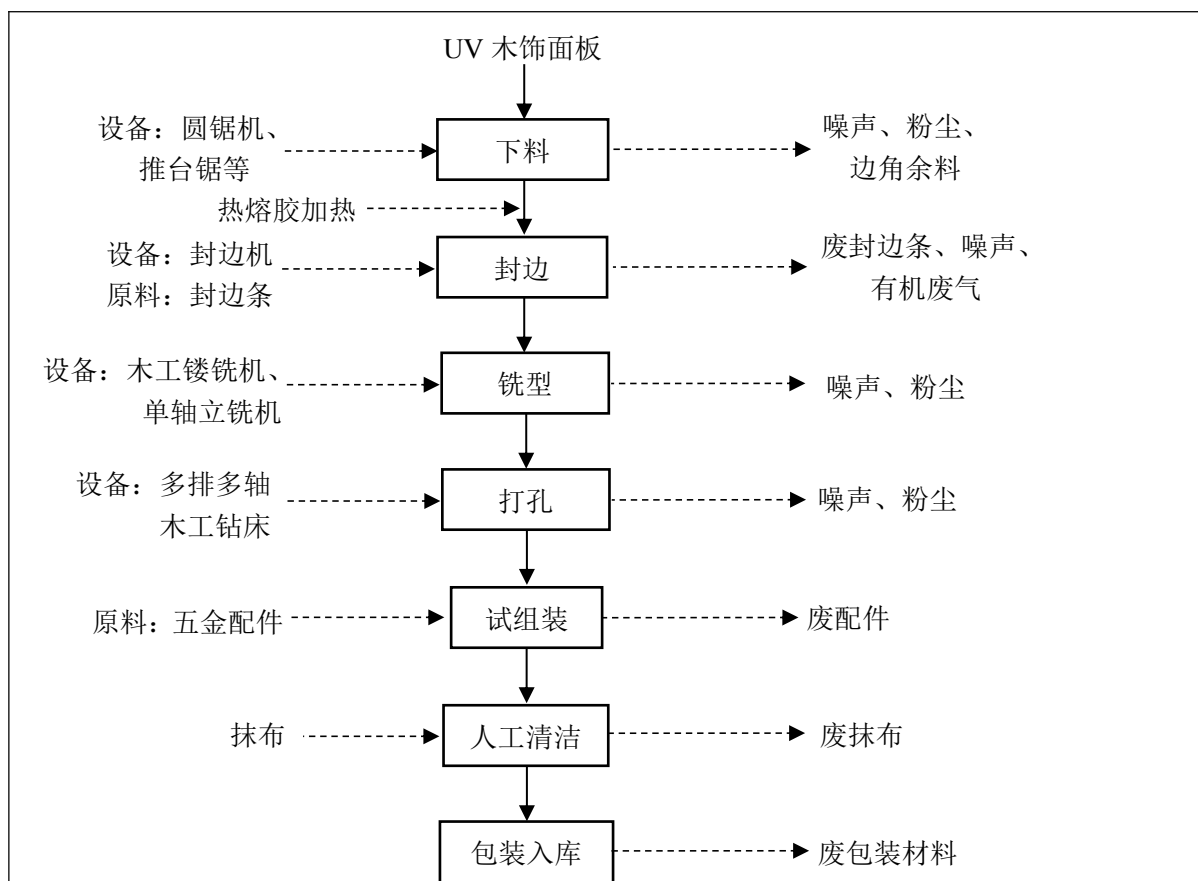 UV 木饰面板
设备：圆锯机、
推台锯等
下料
噪声、粉尘、
边角余料
热熔胶加热
设备：封边机
原料：封边条
封边
废封边条、噪声、
有机废气
设备：木工镂铣机、
单轴立铣机
铣型
噪声、粉尘
设备：多排多轴
木工钻床
打孔
噪声、粉尘
原料：五金配件
试组装
废配件
抹布
人工清洁
废抹布
包装入库
废包装材料